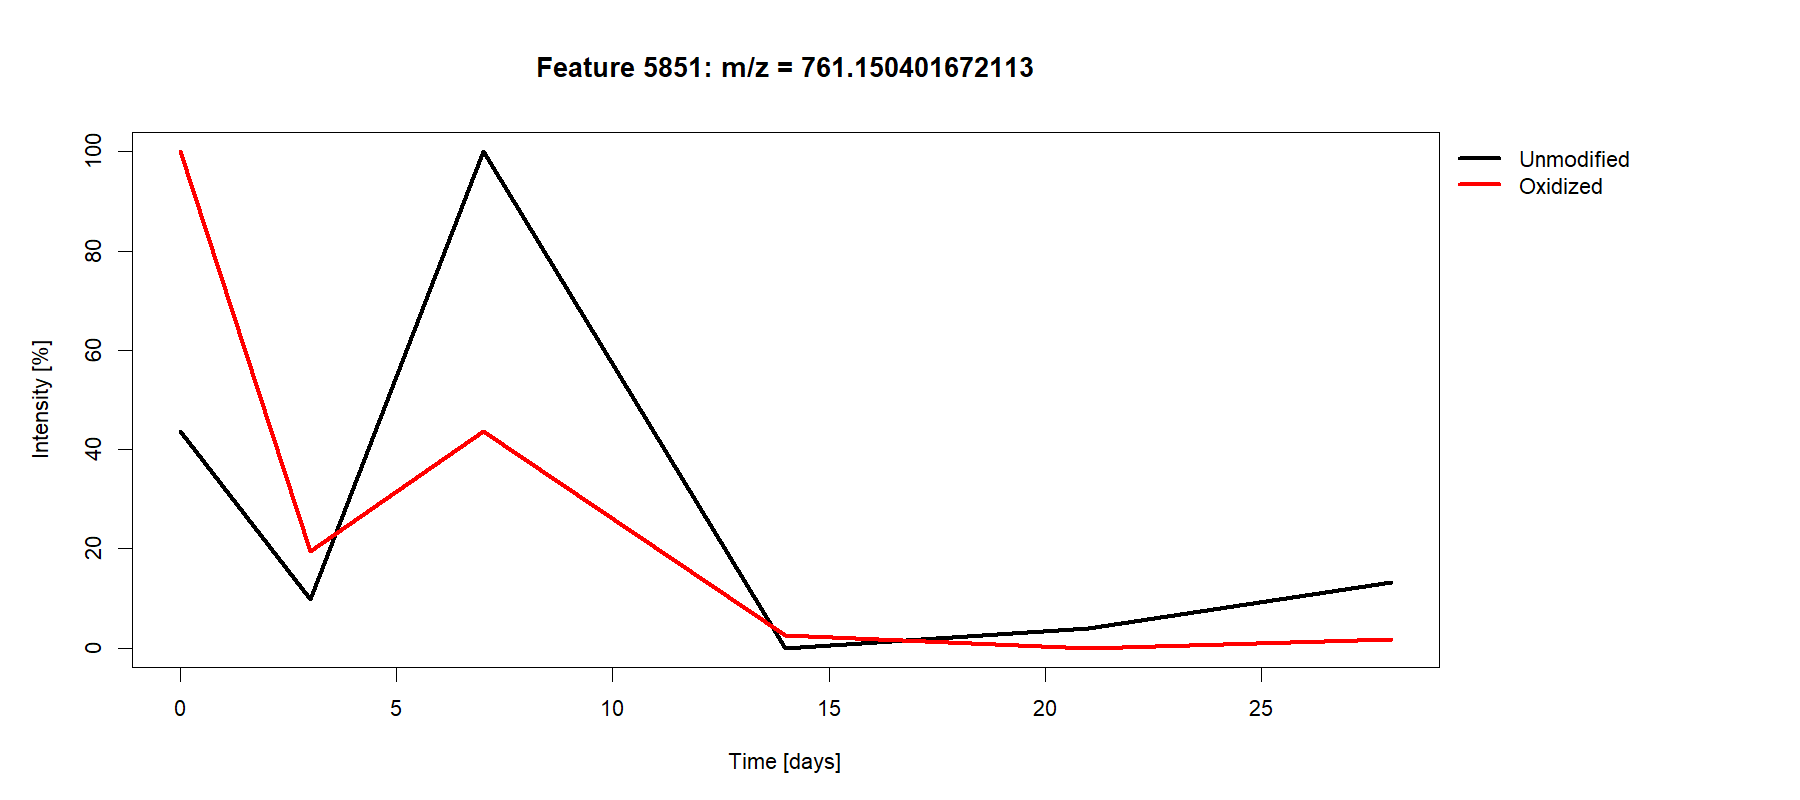 Feature 5851: m/z = 761.150401672113
Unmodified
Oxidized
Intensity [%]
100
80
60
40
20
0
0 5 10 15 20 25
Time [days]